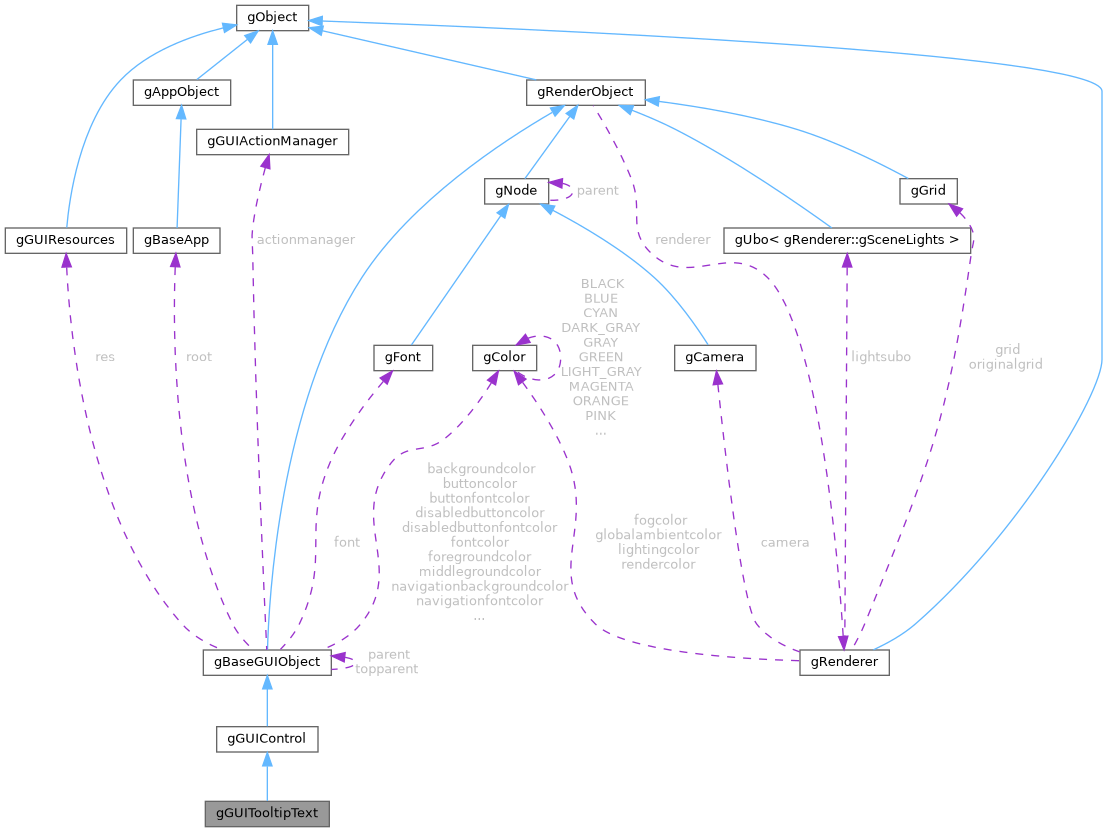 gObject
gAppObject
gRenderObject
gGUIActionManager
gNode
parent
gGrid
gGUIResources
gBaseApp
actionmanager
renderer
gUbo< gRenderer::gSceneLights >
BLACK
BLUE
CYAN
DARK_GRAY
GRAY
GREEN
LIGHT_GRAY
MAGENTA
ORANGE
PINK
...
res
root
gFont
gColor
gCamera
lightsubo
grid
originalgrid
backgroundcolor
buttoncolor
buttonfontcolor
disabledbuttoncolor
disabledbuttonfontcolor
fontcolor
foregroundcolor
middlegroundcolor
navigationbackgroundcolor
navigationfontcolor
...
font
fogcolor
globalambientcolor
lightingcolor
rendercolor
camera
gBaseGUIObject
parent
topparent
gRenderer
gGUIControl
gGUITooltipText